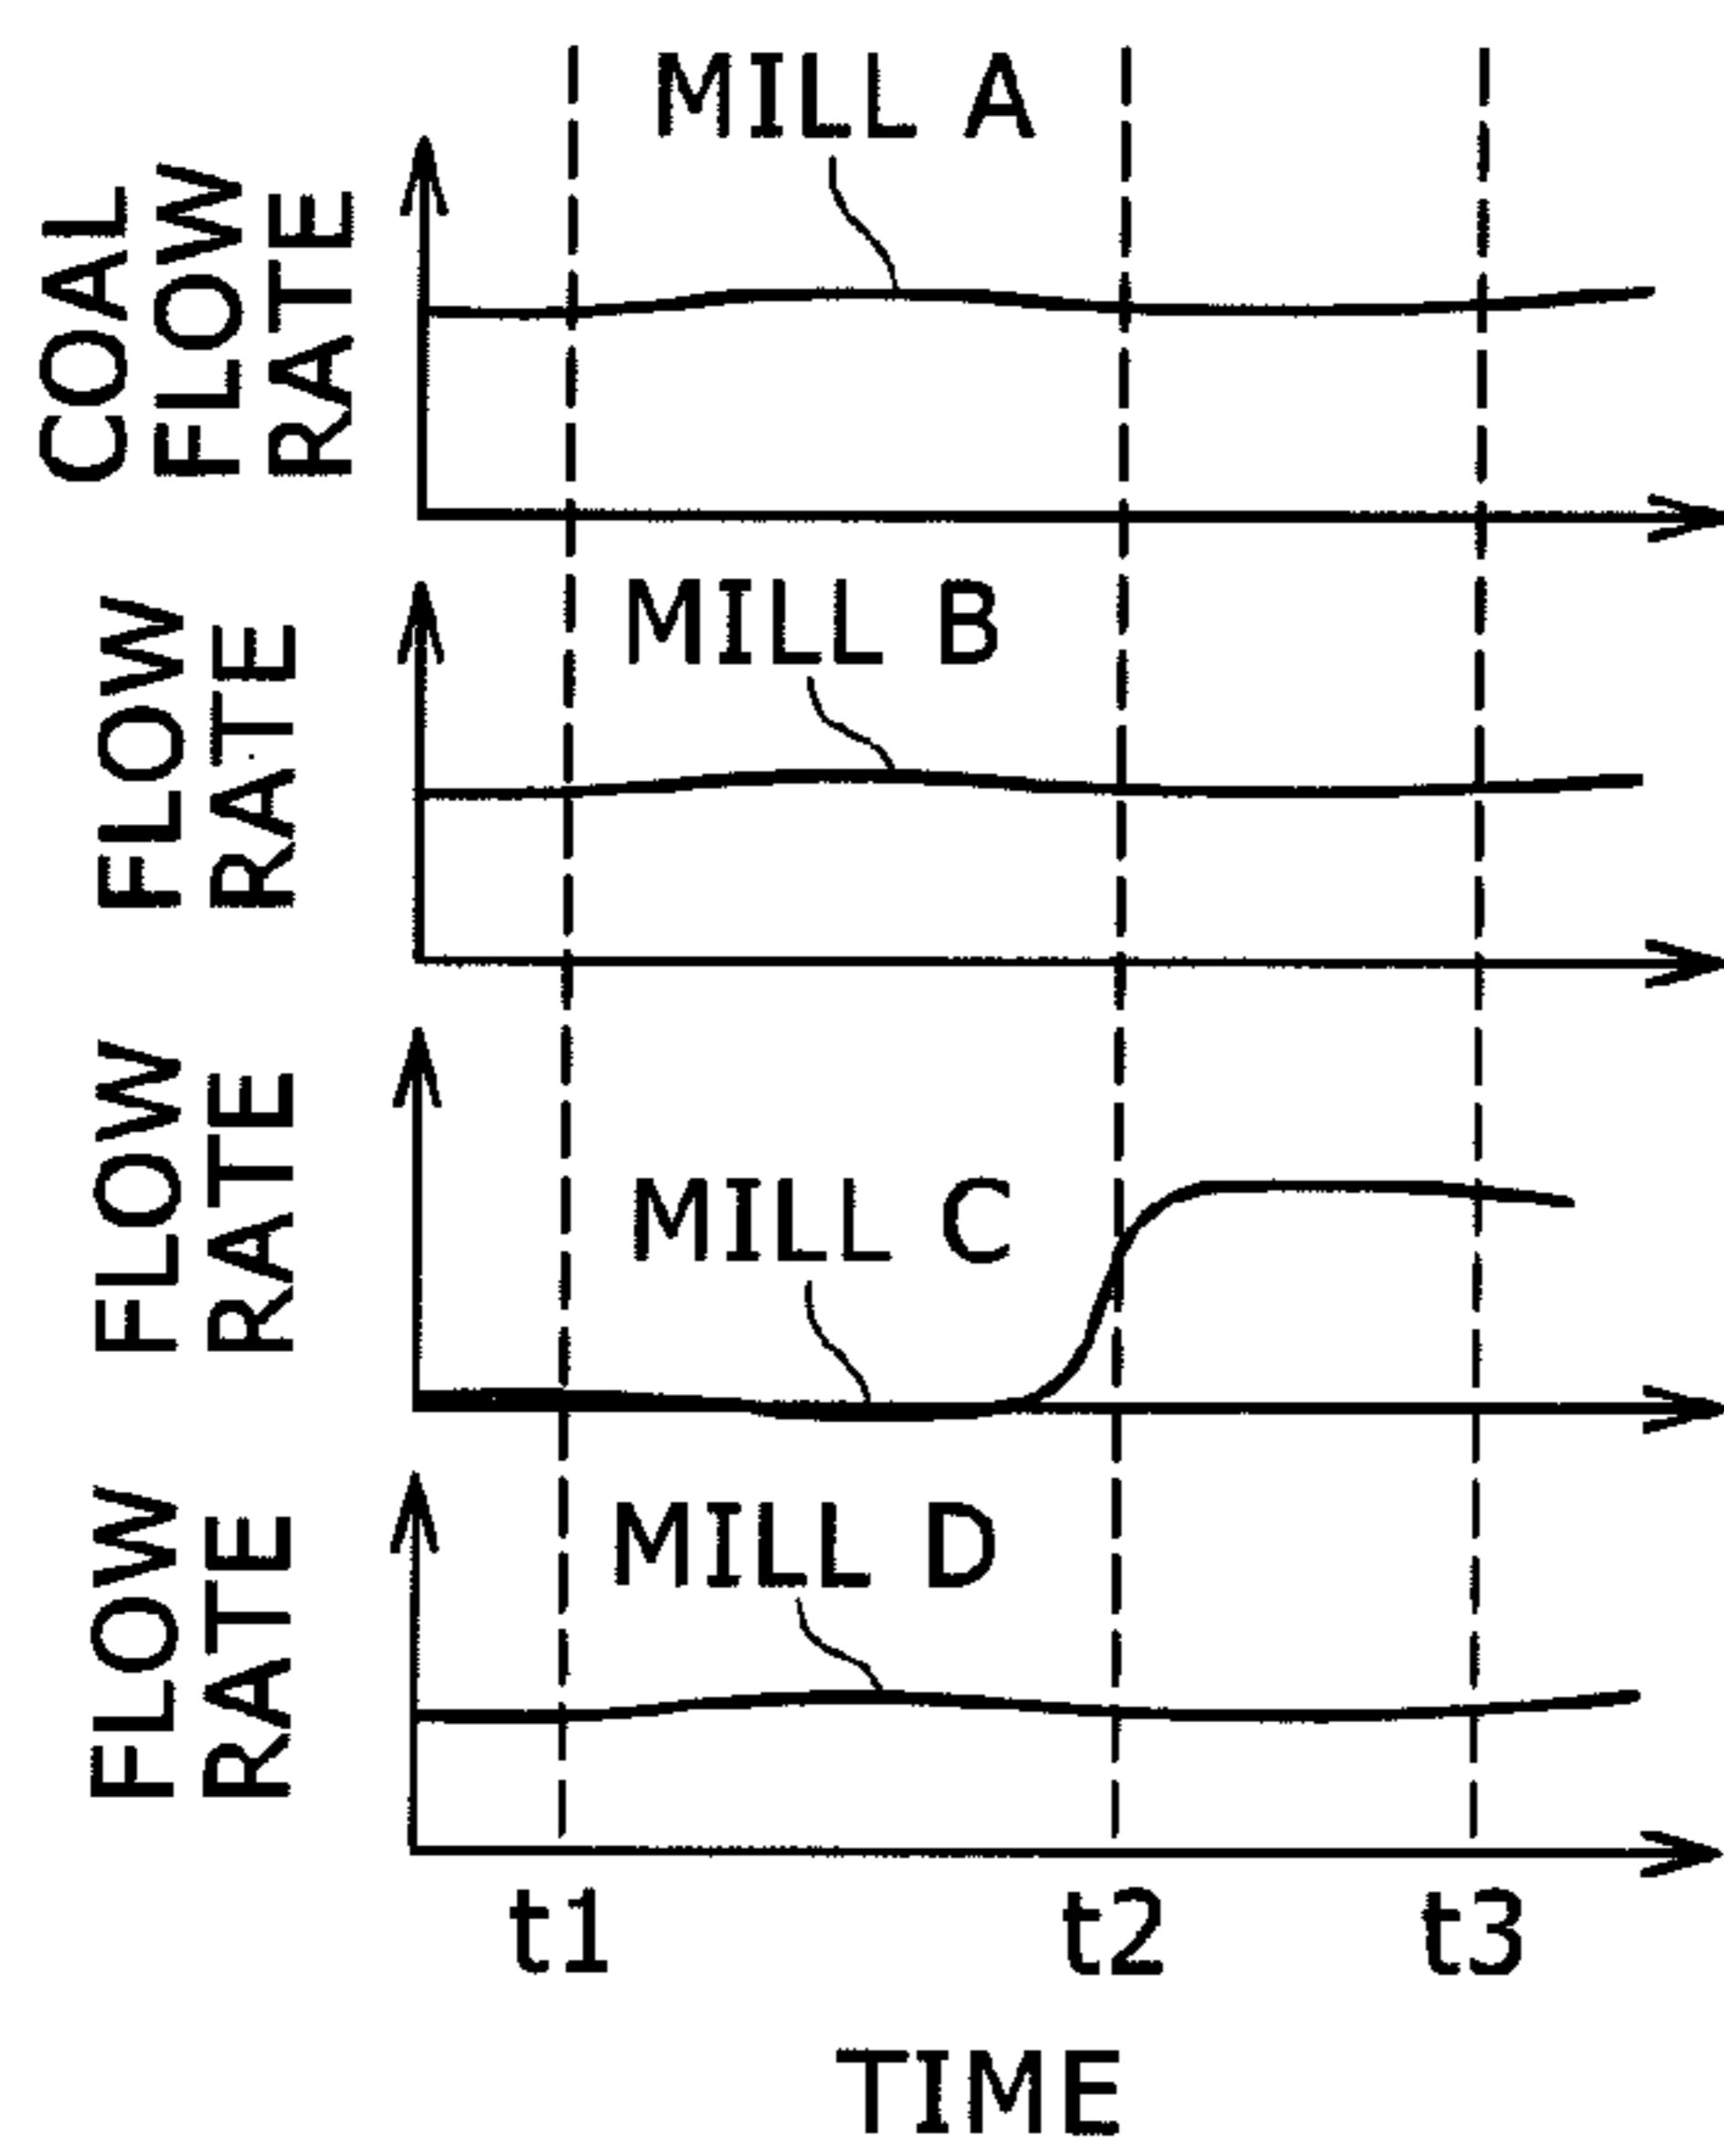 COAL
FLOW
RATE
MILL A
FLOW
RATE
MILL B
FLOW
RATE
MILL C
FLOW
RATE
MILL D
t1 t2 t3
TIME